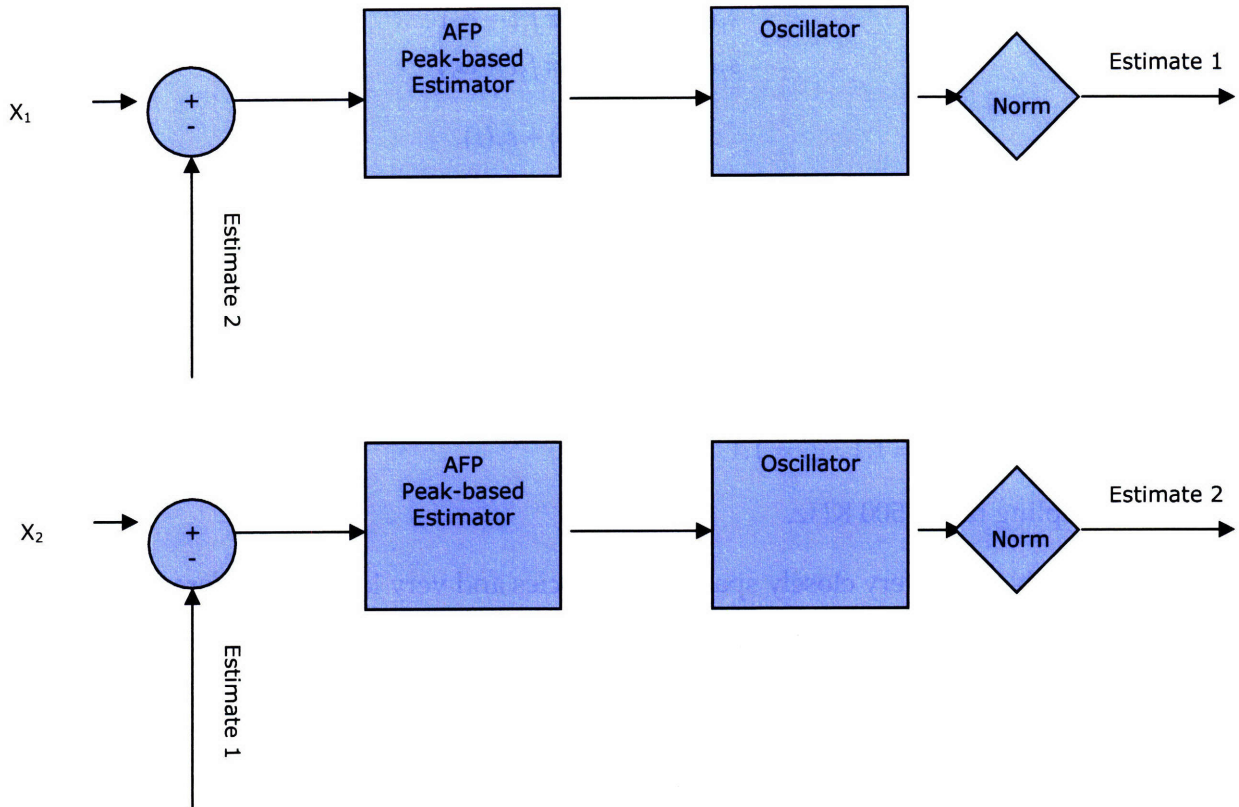 X₁
+
-
AFP
Peak-based
Estimator
Oscillator
Norm
Estimate 1
Estimate 2
X₂
+
-
AFP
Peak-based
Estimator
Oscillator
Norm
Estimate 2
Estimate 1